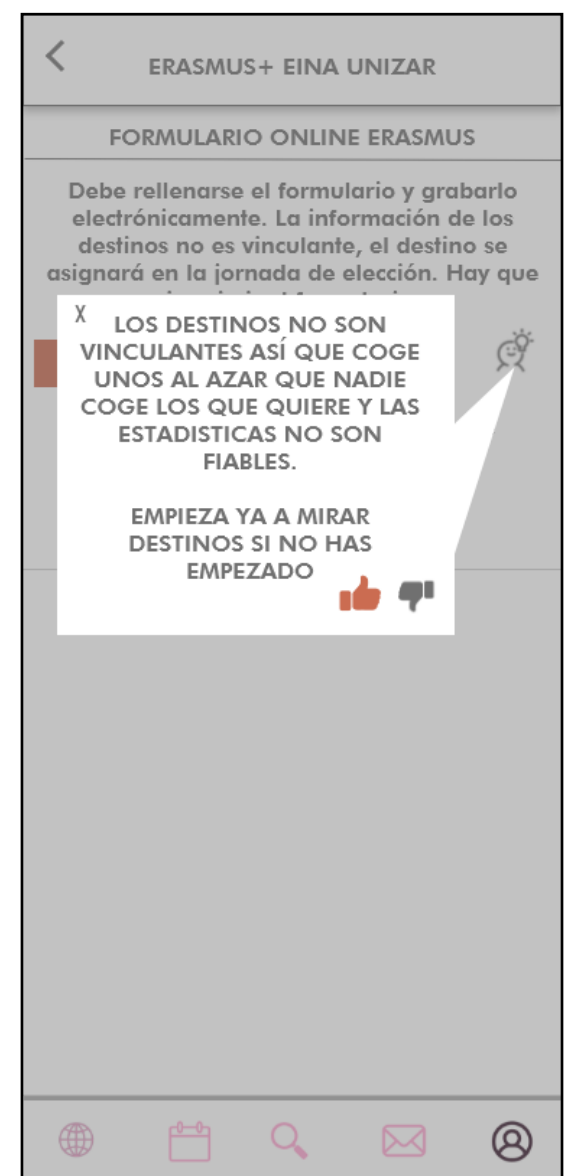 ERASMUS+ EINA UNIZAR
FORMULARIO ONLINE ERASMUS
Debe rellenarse el formulario y grabarlo
electrónicamente. La información de los
destinos no es vinculante, el destino se
asignará en la jornada de elección. Hay que
X
LOS DESTINOS NO SON
VINCULANTES ASÍ QUE COGE
UNOS AL AZAR QUE NADIE
COGE LOS QUE QUIERE Y LAS
ESTADISTICAS NO SON
FIABLES.
EMPIEZA YA A MIRAR
DESTINOS SI NO HAS
EMPEZADO